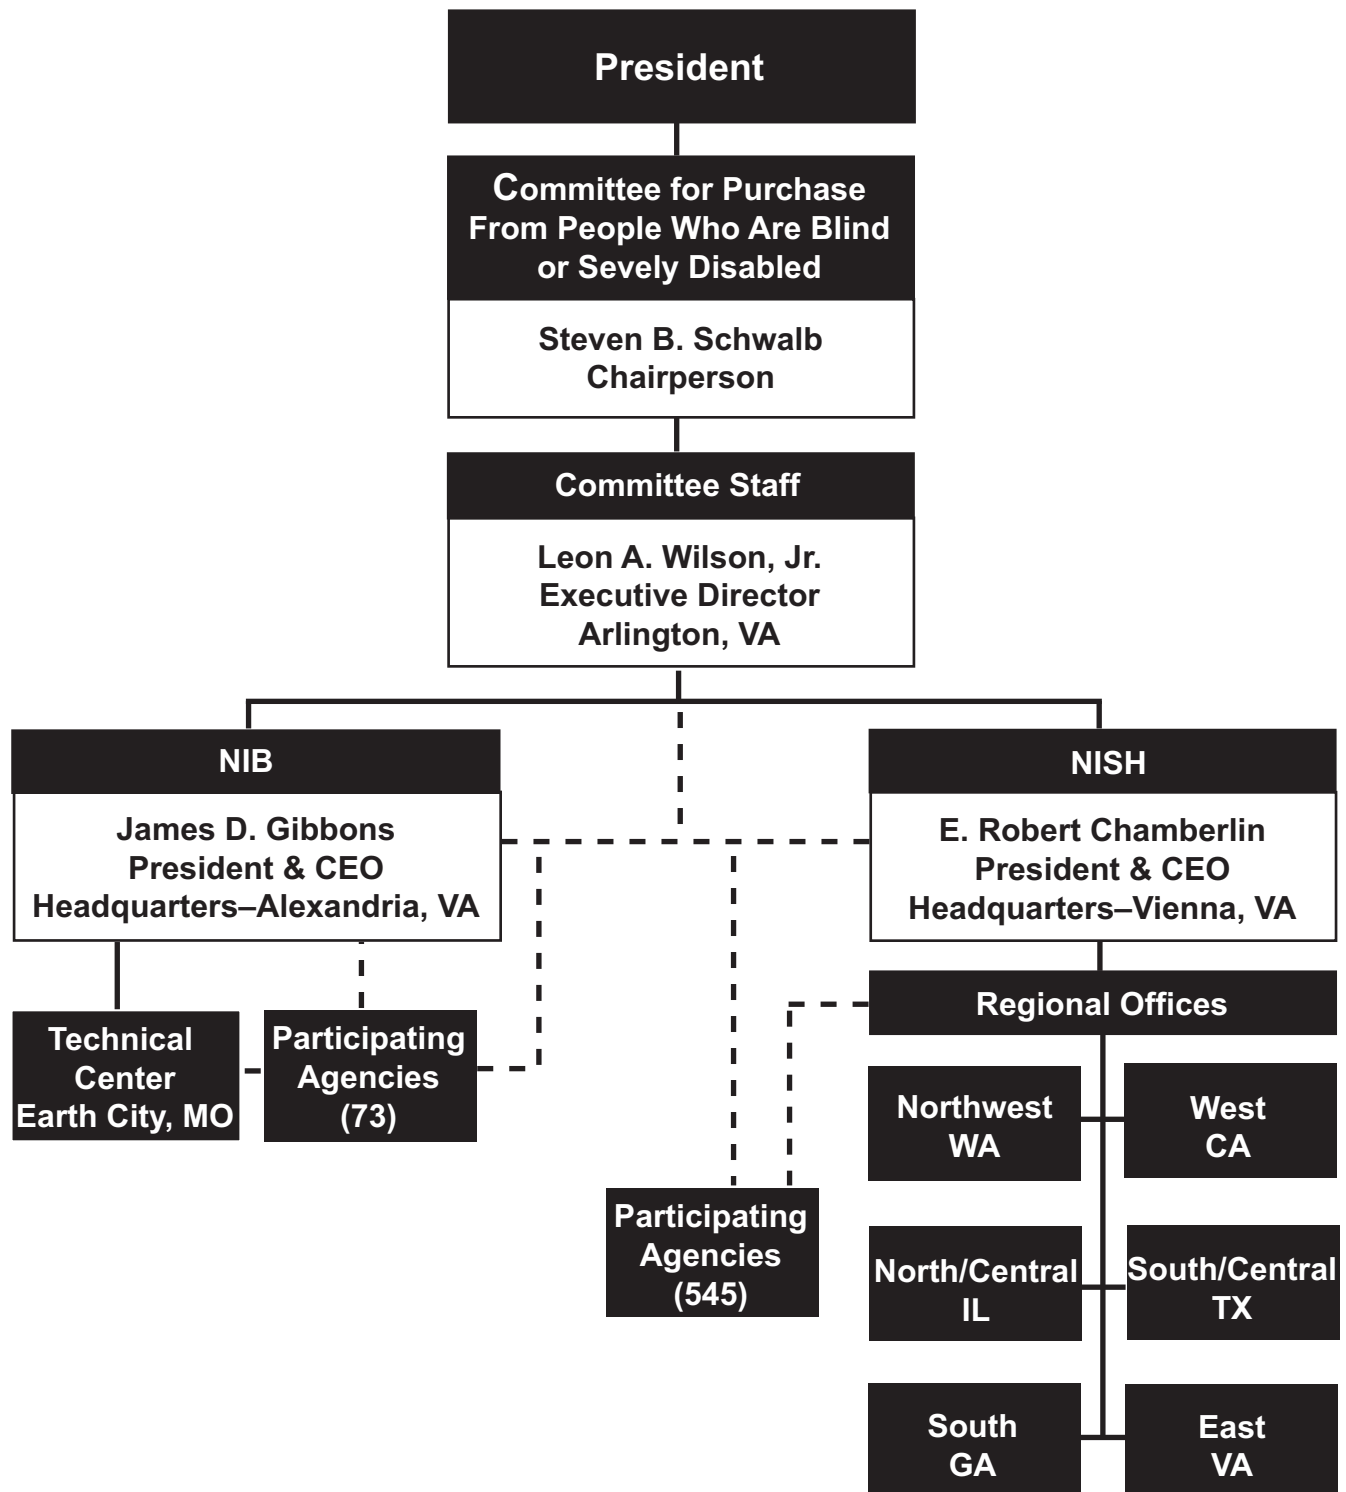 President
Committee for Purchase
From People Who Are Blind
or Sevely Disabled
Steven B. Schwalb
Chairperson
Committee Staff
Leon A. Wilson, Jr.
Executive Director
Arlington, VA
NIB
James D. Gibbons
President & CEO
Headquarters–Alexandria, VA
NISH
E. Robert Chamberlin
President & CEO
Headquarters–Vienna, VA
Technical
Center
Earth City, MO
Participating
Agencies
(73)
Participating
Agencies
(545)
Regional Offices
Northwest
WA
West
CA
North/Central
IL
South/Central
TX
South
GA
East
VA